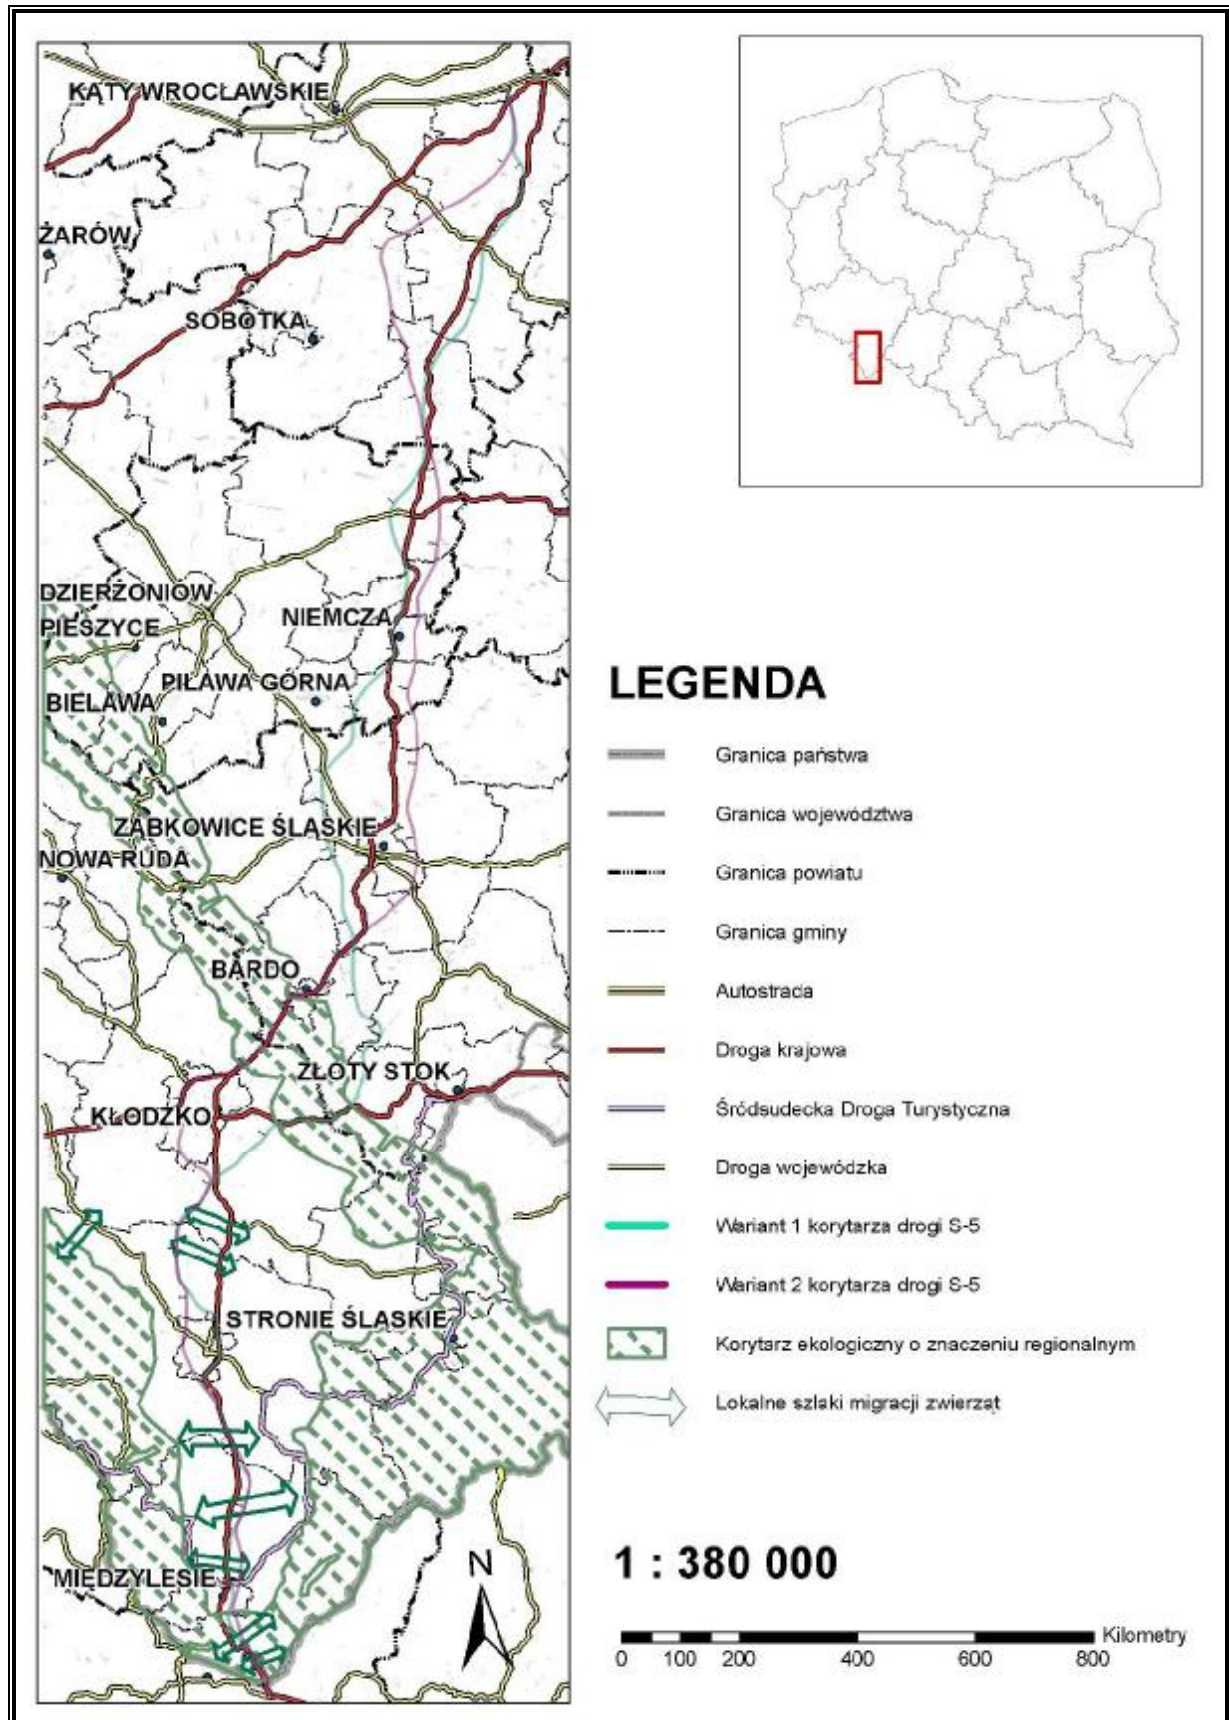 KĄTY WROCŁAWSKIE
ŻARÓW
SOBÓTKA
DZIERŻONIÓW
PIESZYCE
NIEMCZA
PIŁAWA GÓRNA
BIELAWA
ZĄBKOWICE ŚLĄSKIE
NOWA RUDA
BARDO
ZŁOTY STOK
KŁODZKO
STRONIE ŚLĄSKIE
MIĘDZYLESIE
N
LEGENDA
Granica państwa
Granica województwa
Granica powiatu
Granica gminy
Autostrada
Droga krajowa
Śródsudecka Droga Turystyczna
Droga wojewódzka
Wariant 1 korytarza drogi S-5
Wariant 2 korytarza drogi S-5
Korytarz ekologiczny o znaczeniu regionalnym
Lokalne szlaki migracji zwierząt
1 : 380 000
Kilometry
0 100 200 400 600 800